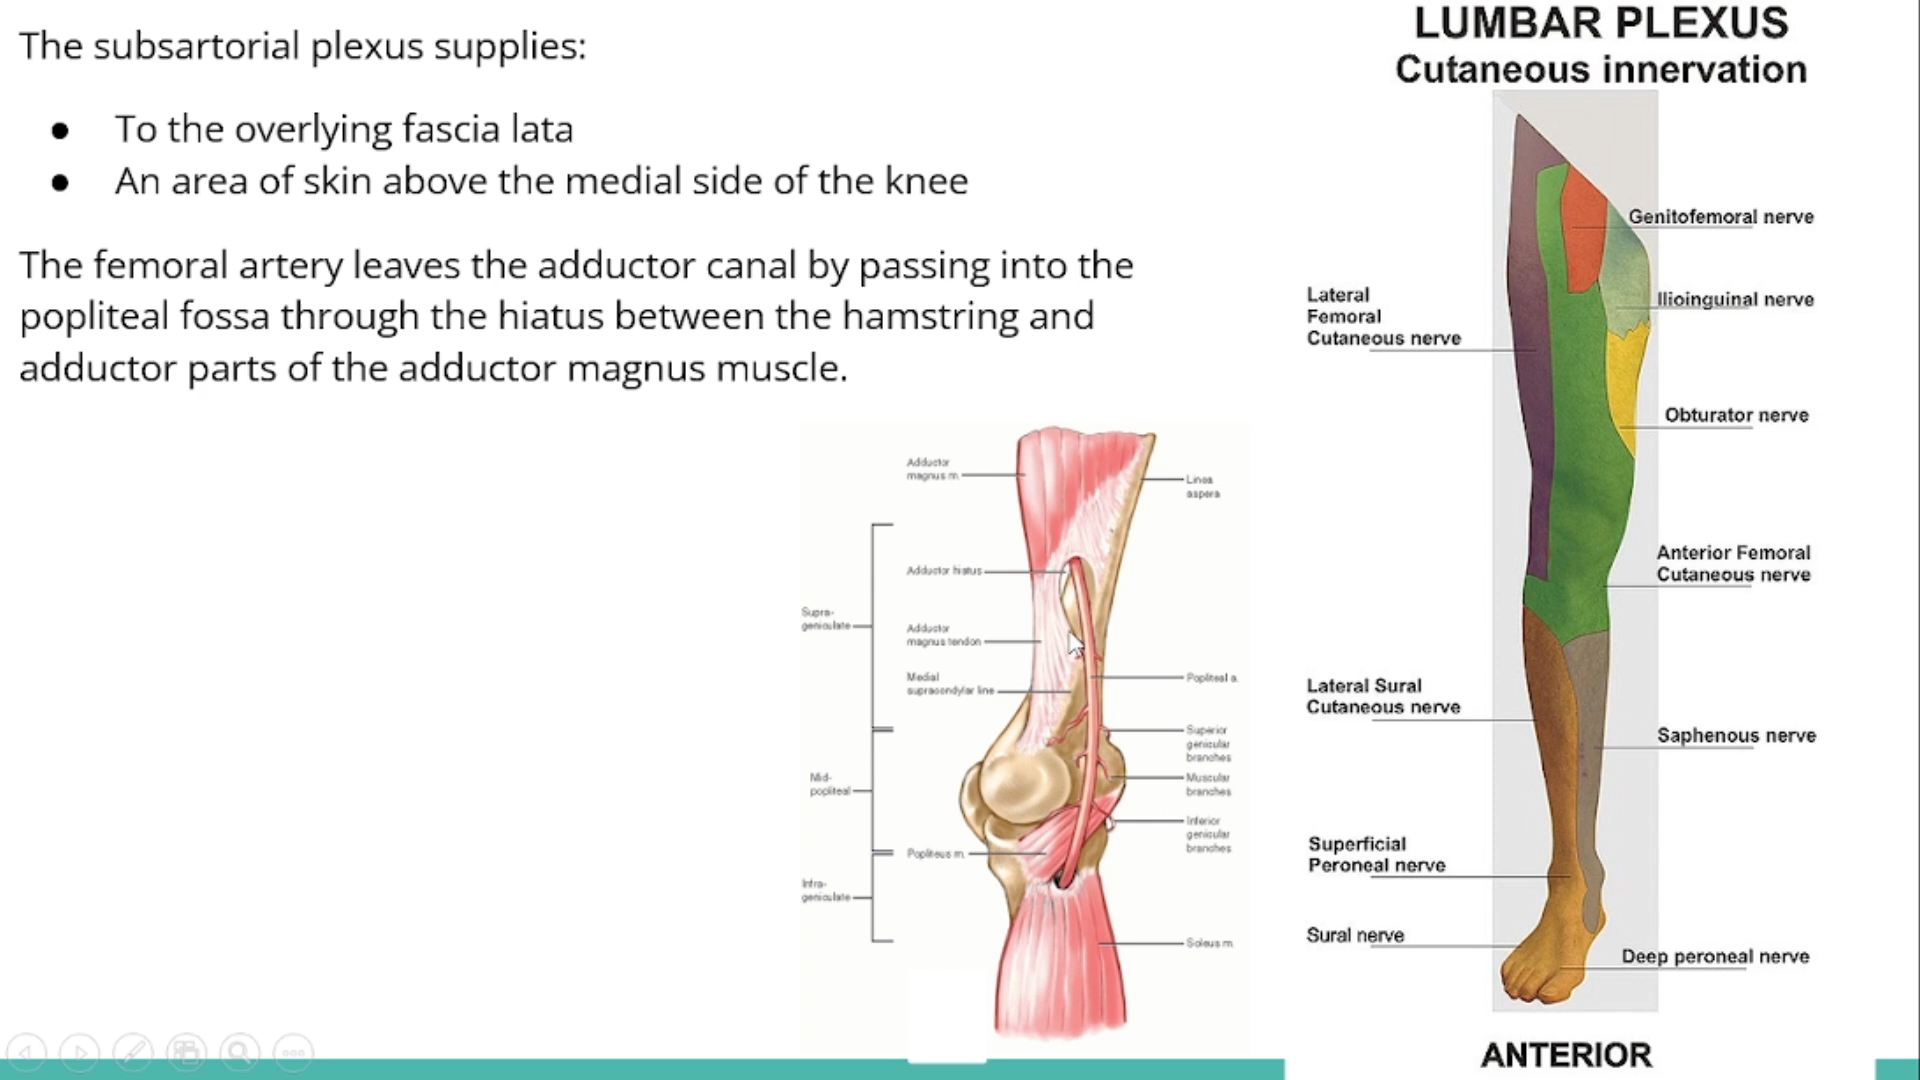 The subsartorial plexus supplies:
● To the overlying fascia lata
● An area of skin above the medial side of the knee
The femoral artery leaves the adductor canal by passing into the
popliteal fossa through the hiatus between the hamstring and
adductor parts of the adductor magnus muscle.
Adductor
magnus m.
Linea
aspera
Adductor hiatus
Supra-
geniculate
Adductor
magnus tendon
Medial
supracondylar line
Popliteal a.
Superior
genicular
branches
Mid-
popliteal
Muscular
branches
Inferior
genicular
branches
Popliteus m.
Infra-
geniculate
Soleus m.
LUMBAR PLEXUS
Cutaneous innervation
Genitofemoral nerve
Lateral
Femoral
Cutaneous nerve
Ilioinguinal nerve
Obturator nerve
Anterior Femoral
Cutaneous nerve
Lateral Sural
Cutaneous nerve
Saphenous nerve
Superficial
Peroneal nerve
Sural nerve
Deep peroneal nerve
ANTERIOR